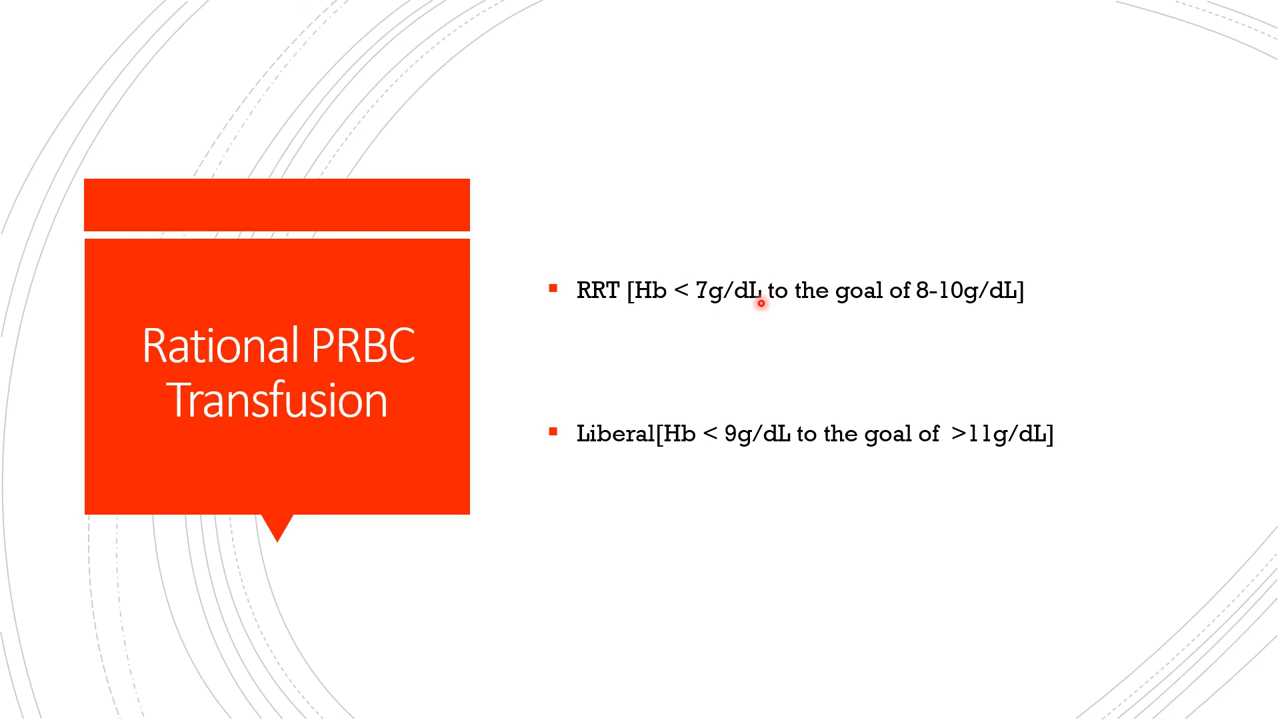 Rational PRBC
Transfusion
RRT [Hb < 7g/dL to the goal of 8-10g/dL]
Liberal[Hb < 9g/dL to the goal of  >11g/dL]